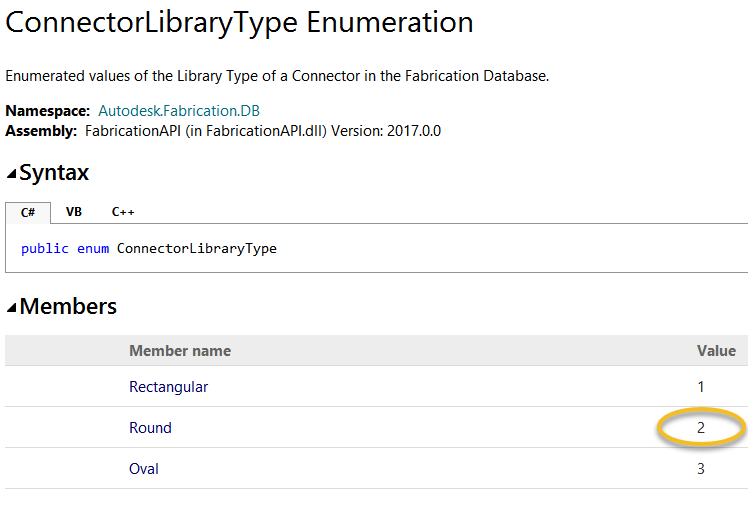 ConnectorLibraryType Enumeration
Enumerated values of the Library Type of a Connector in the Fabrication Database.
Namespace: Autodesk.Fabrication.DB
Assembly: FabricationAPI (in FabricationAPI.dll) Version: 2017.0.0
Syntax
C# VB C++
public enum ConnectorLibraryType
Members
Member name Value
Rectangular 1
Round 2
Oval 3